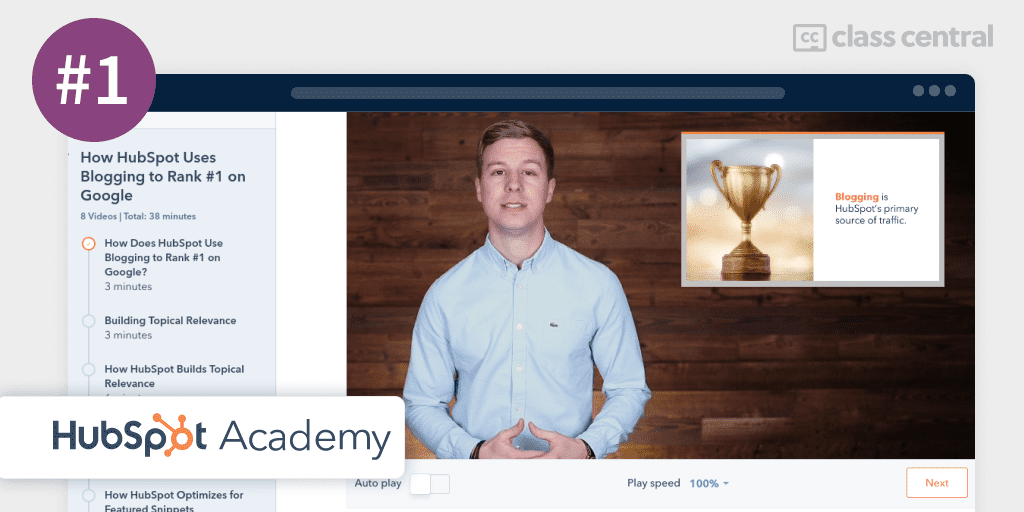 #1
cc class central
How HubSpot Uses
Blogging to Rank #1 on
Google
8 Videos | Total: 38 minutes
How Does HubSpot Use
Blogging to Rank #1 on
Google?
3 minutes
Building Topical Relevance
3 minutes
How HubSpot Builds Topical
Relevance
HubSpot Academy
How HubSpot Optimizes for
Featured Snippets
Blogging is
HubSpot's primary
source of traffic.
Auto play
Play speed 100%
Next